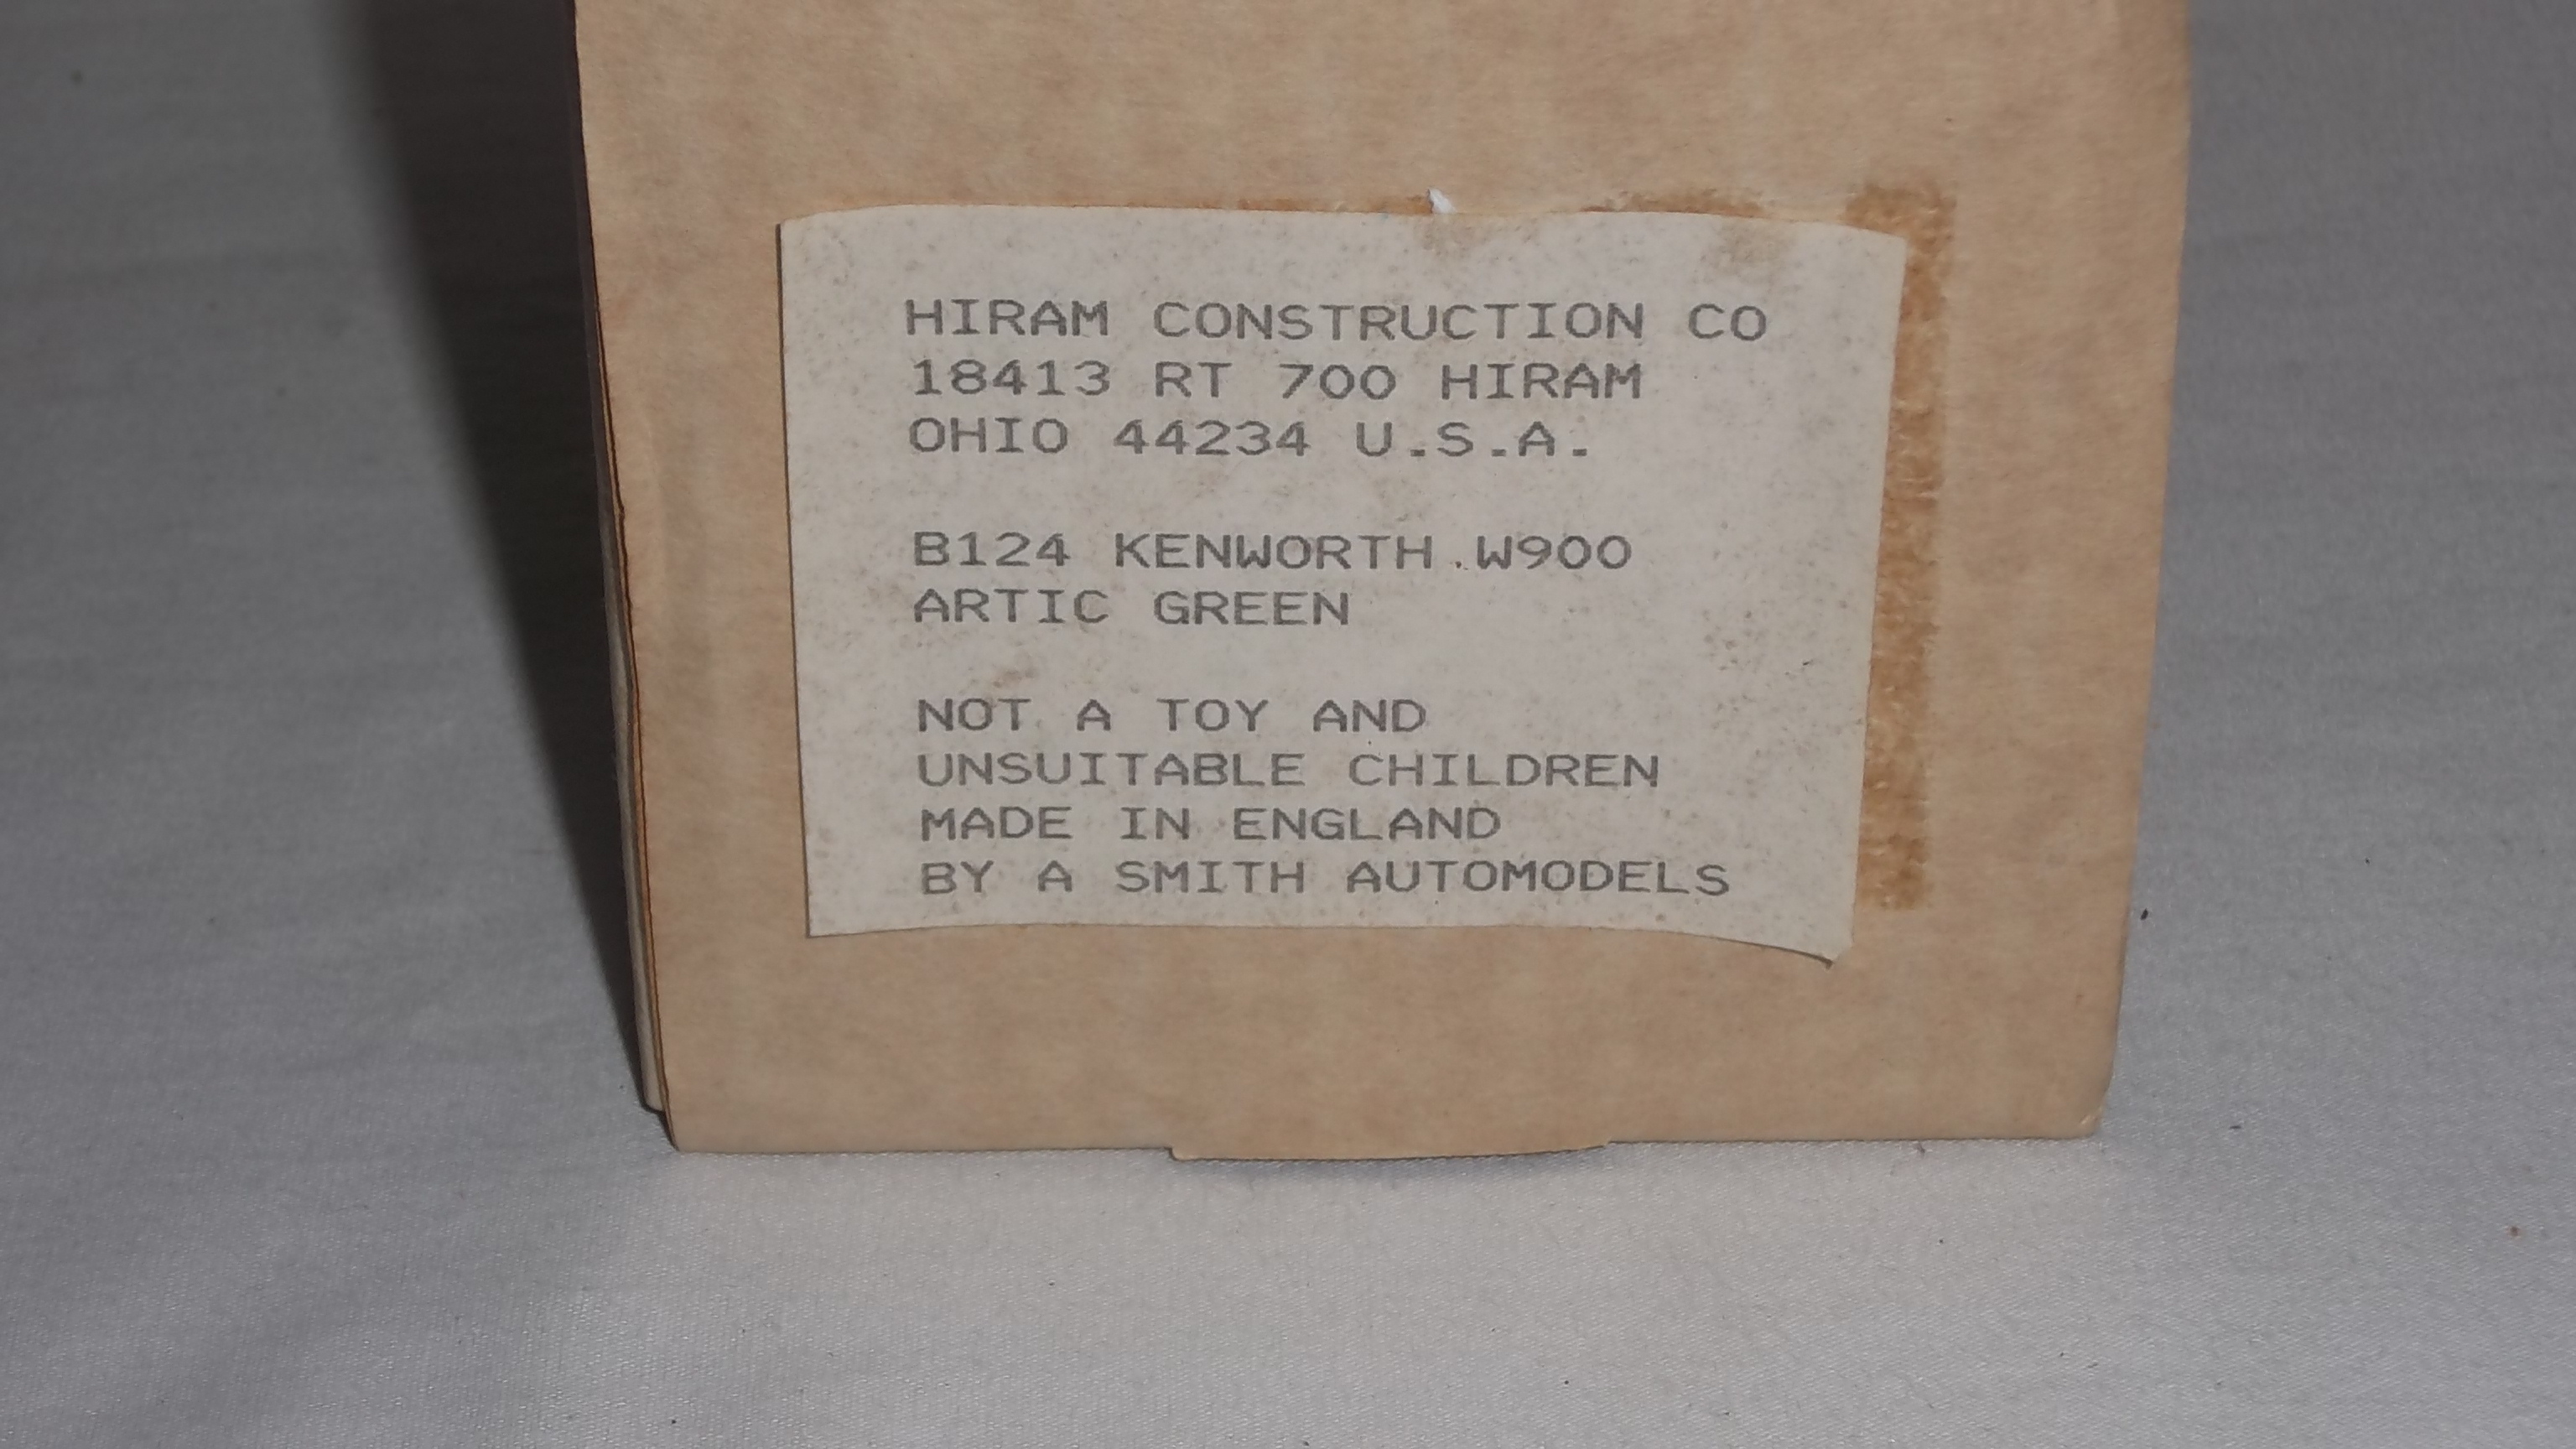 HIRAM CONSTRUCTION CO
18413 RT 700 HIRAM
OHIO 44234 U.S.A.
B124 KENWORTH W900
ARTIC GREEN
NOT A TOY AND
UNSUITABLE CHILDREN
MADE IN ENGLAND
BY A SMITH AUTOMODELS